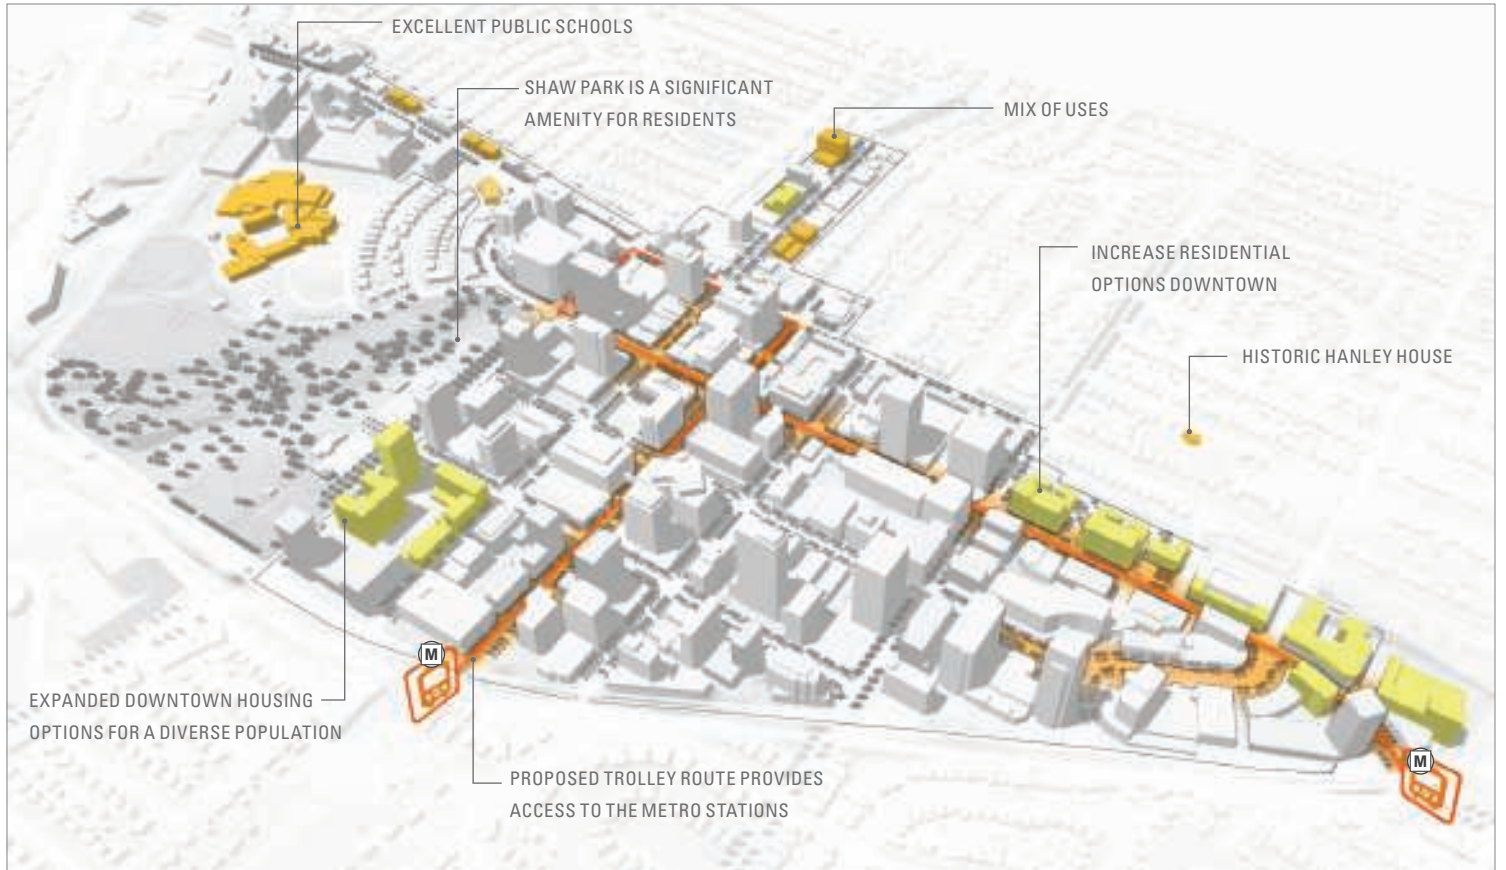 EXCELLENT PUBLIC SCHOOLS
SHAW PARK IS A SIGNIFICANT
AMENITY FOR RESIDENTS
MIX OF USES
INCREASE RESIDENTIAL
OPTIONS DOWNTOWN
HISTORIC HANLEY HOUSE
M
EXPANDED DOWNTOWN HOUSING
OPTIONS FOR A DIVERSE POPULATION
PROPOSED TROLLEY ROUTE PROVIDES
ACCESS TO THE METRO STATIONS
M